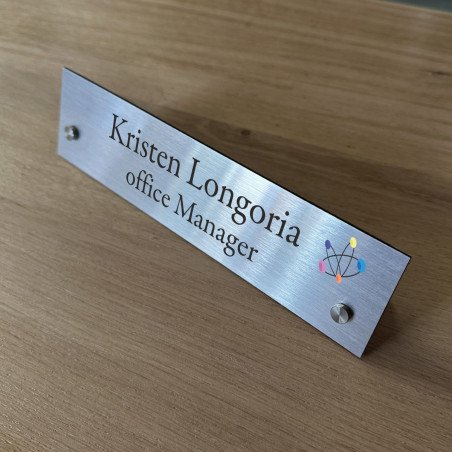 Kristen Longoria
office Manager